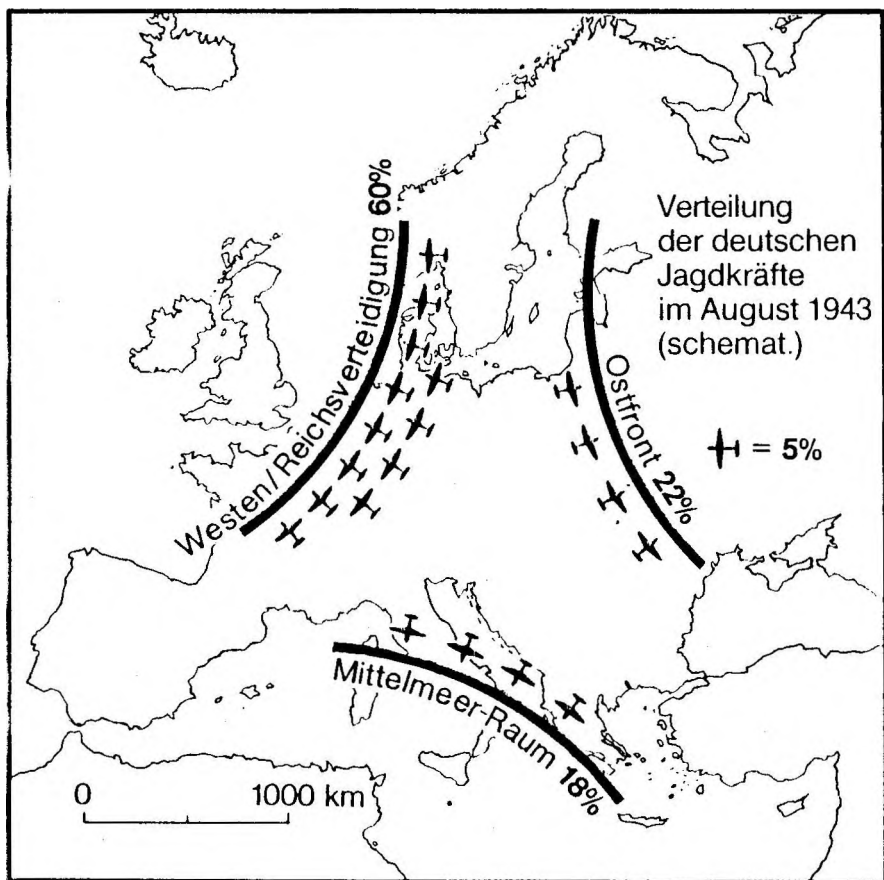 Westen/Reichsverteidigung 60%
Verteilung
der deutschen
Jagdkräfte
im August 1943
(schemat.)
Ostfront 22%
= 5%
Mittelmeer-Raum 18%
0 1000 km